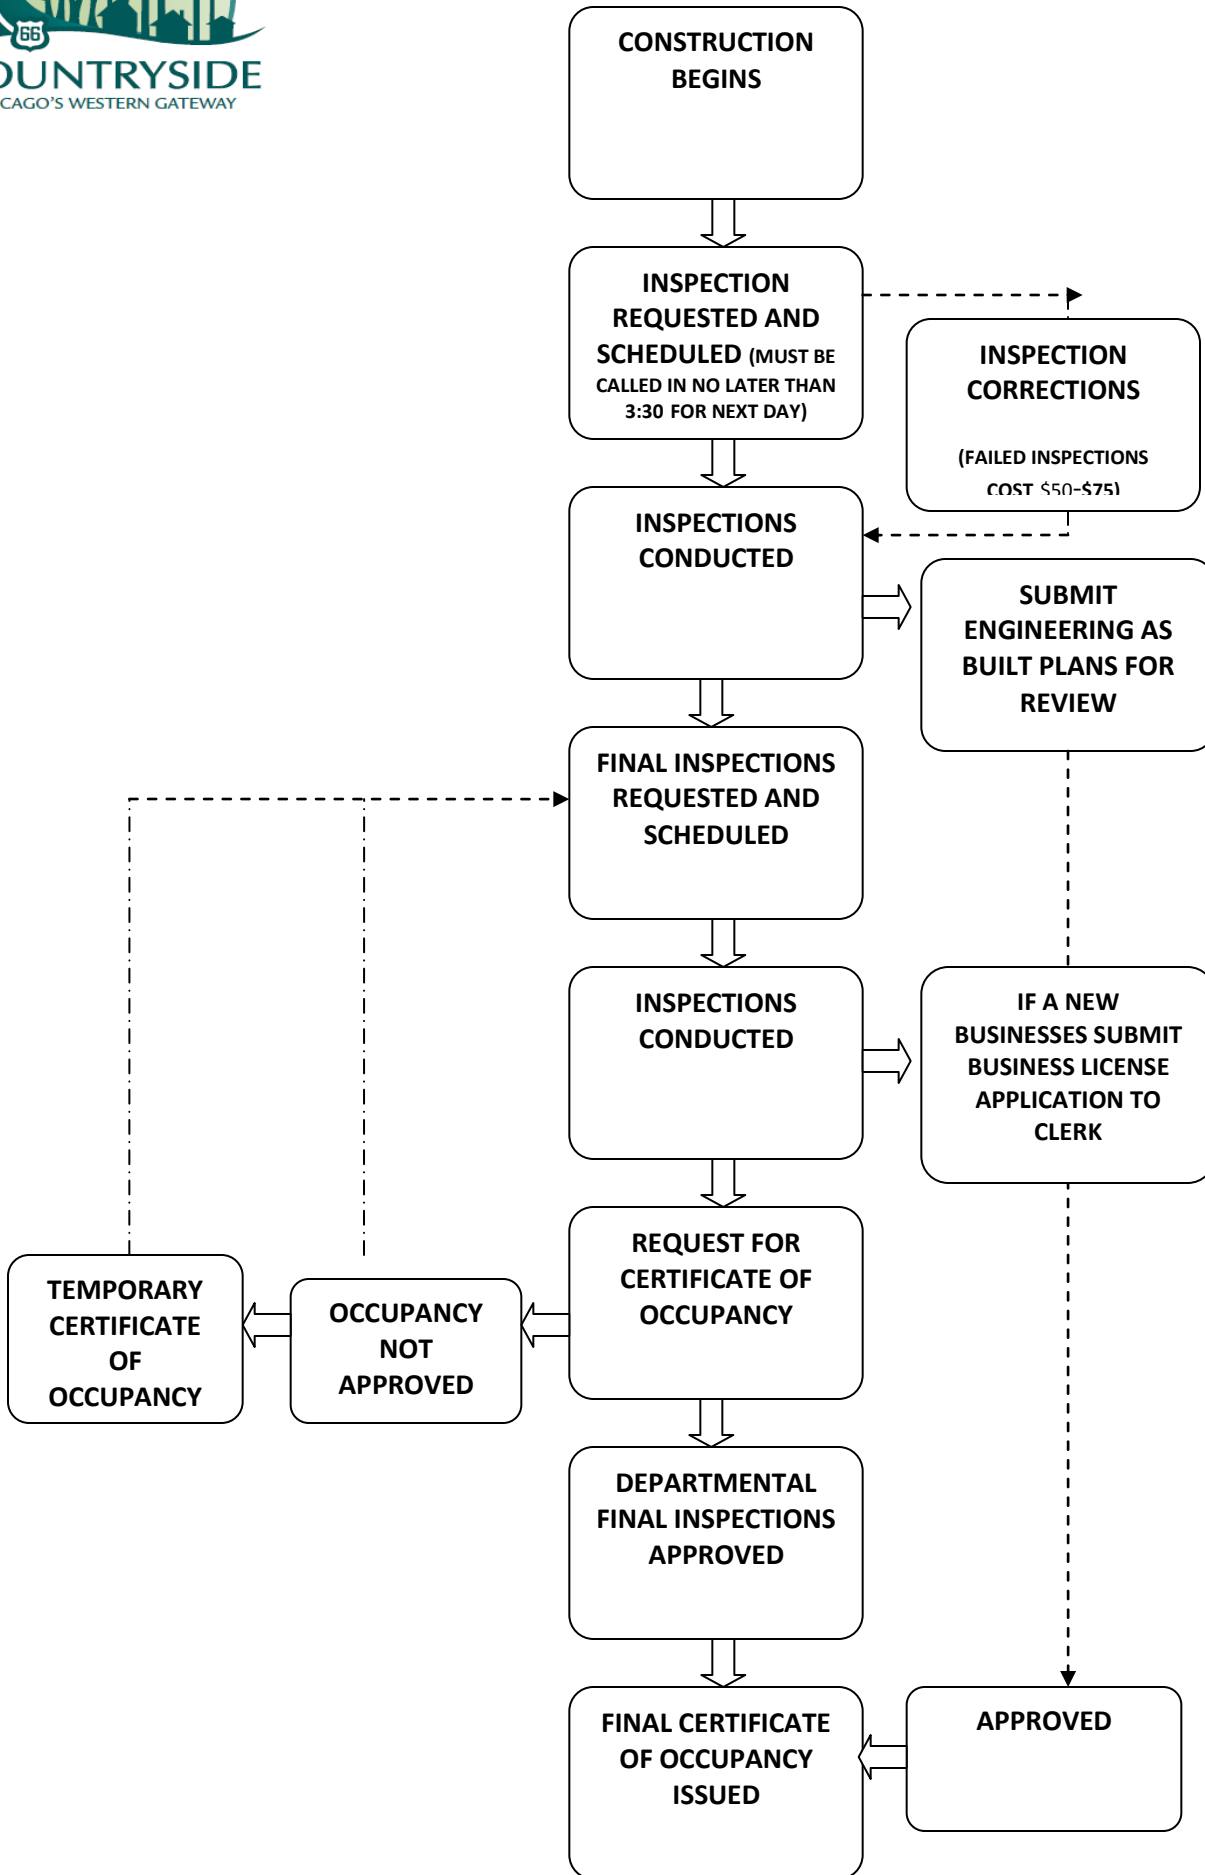 66
OUNTRYSIDE
CAGO'S WESTERN GATEWAY
CONSTRUCTION
BEGINS
INSPECTION
REQUESTED AND
SCHEDULED (MUST BE
CALLED IN NO LATER THAN
3:30 FOR NEXT DAY)
INSPECTION
CORRECTIONS
(FAILED INSPECTIONS
COST $50-$75)
INSPECTIONS
CONDUCTED
SUBMIT
ENGINEERING AS
BUILT PLANS FOR
REVIEW
FINAL INSPECTIONS
REQUESTED AND
SCHEDULED
INSPECTIONS
CONDUCTED
IF A NEW
BUSINESSES SUBMIT
BUSINESS LICENSE
APPLICATION TO
CLERK
REQUEST FOR
CERTIFICATE OF
OCCUPANCY
OCCUPANCY
NOT
APPROVED
TEMPORARY
CERTIFICATE
OF
OCCUPANCY
DEPARTMENTAL
FINAL INSPECTIONS
APPROVED
FINAL CERTIFICATE
OF OCCUPANCY
ISSUED
APPROVED